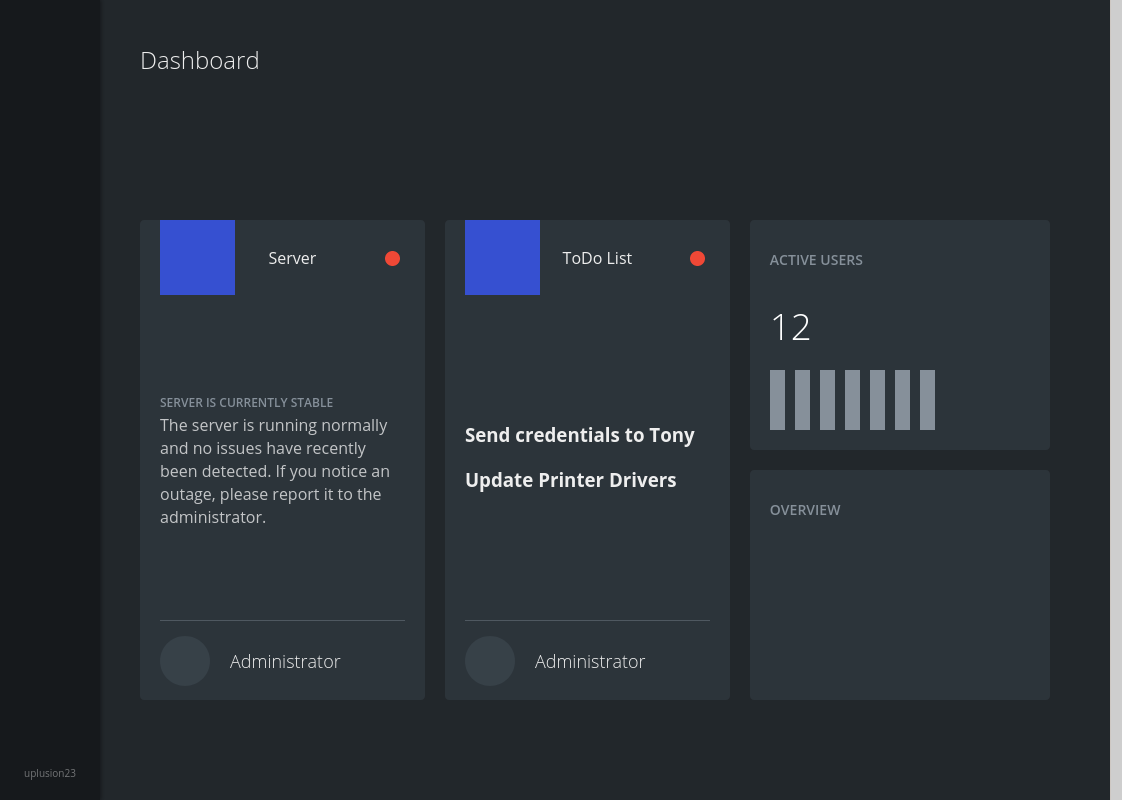 Dashboard
Server
SERVER IS CURRENTLY STABLE
The server is running normally
and no issues have recently
been detected. If you notice an
outage, please report it to the
administrator.
Administrator
ToDo List
Send credentials to Tony
Update Printer Drivers
Administrator
ACTIVE USERS
12
OVERVIEW
uplusion23